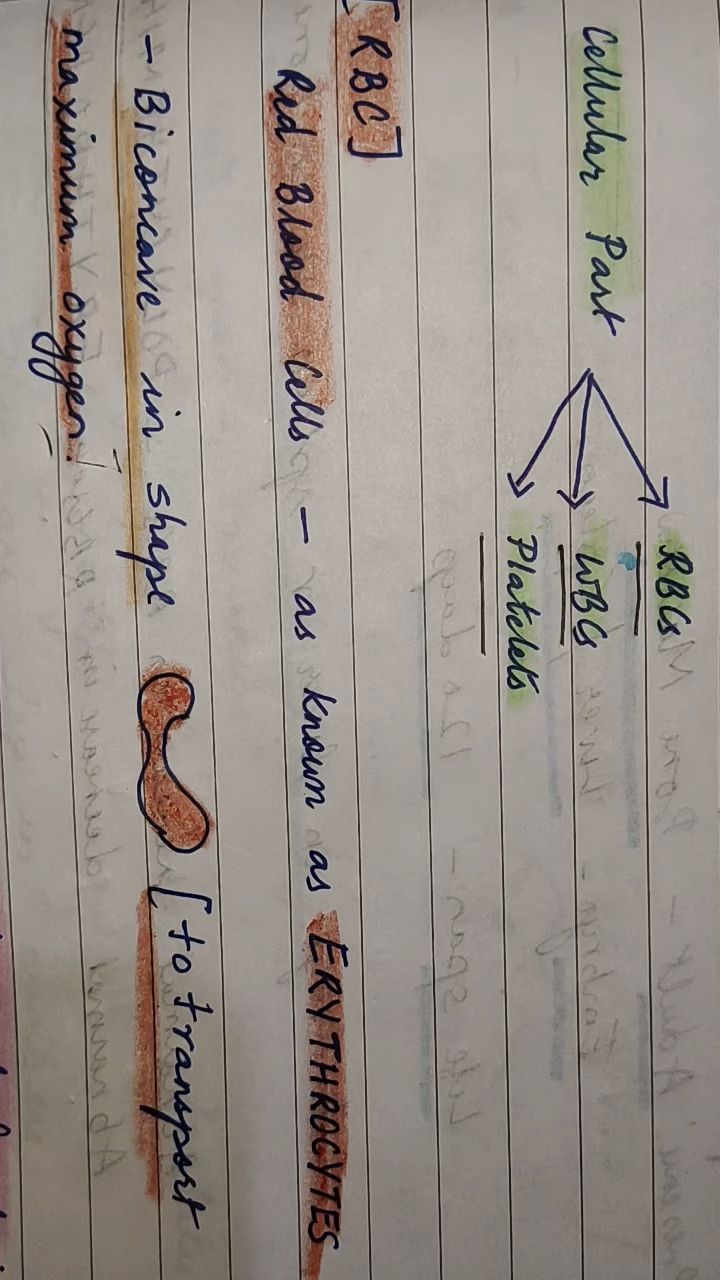 Cellular Part
RBCs
WBCs
Platelets
[RBC]
Red Blood Cells – as known as ERYTHROCYTES
- Biconcave in shape [to transport
maximum oxygen.]